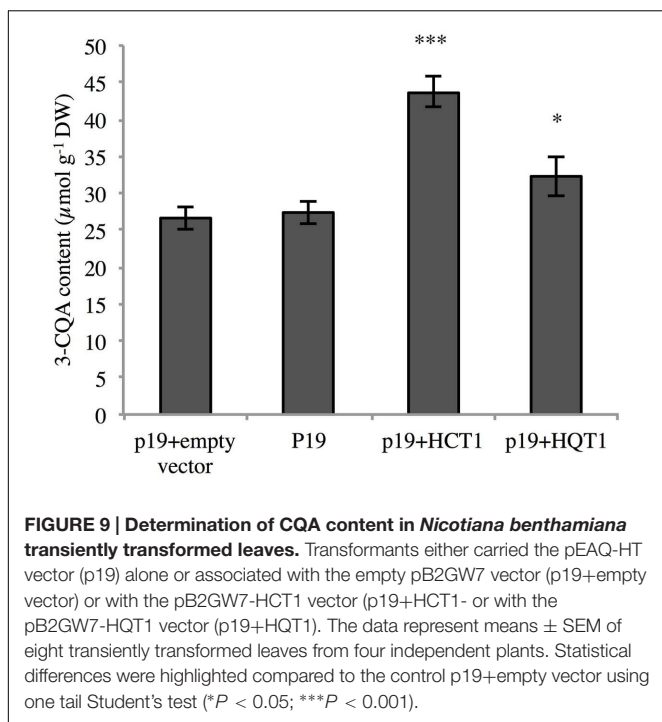 50
45
40
35
30
25
20
15
10
5
0
3-CQA content (µmol g⁻¹ DW)
***
*
p19+empty vector
P19
p19+HCT1
p19+HQT1
FIGURE 9 | Determination of CQA content in Nicotiana benthamiana
transiently transformed leaves. Transformants either carried the pEAQ-HT
vector (p19) alone or associated with the empty pB2GW7 vector (p19+empty
vector) or with the pB2GW7-HCT1 vector (p19+HCT1- or with the
pB2GW7-HQT1 vector (p19+HQT1). The data represent means ± SEM of
eight transiently transformed leaves from four independent plants. Statistical
differences were highlighted compared to the control p19+empty vector using
one tail Student's test (*P < 0.05; ***P < 0.001).